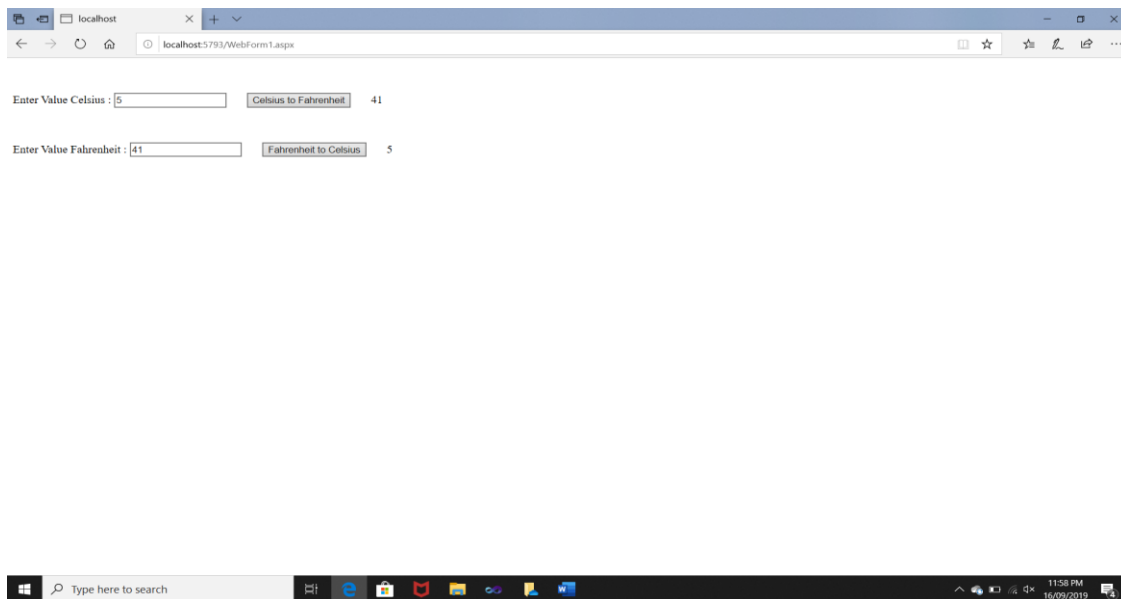 localhost
localhost:5793/WebForm1.aspx
Enter Value Celsius : 5 Celsius to Fahrenheit 41
Enter Value Fahrenheit : 41 Fahrenheit to Celsius 5
Type here to search
11:58 PM
16/09/2019